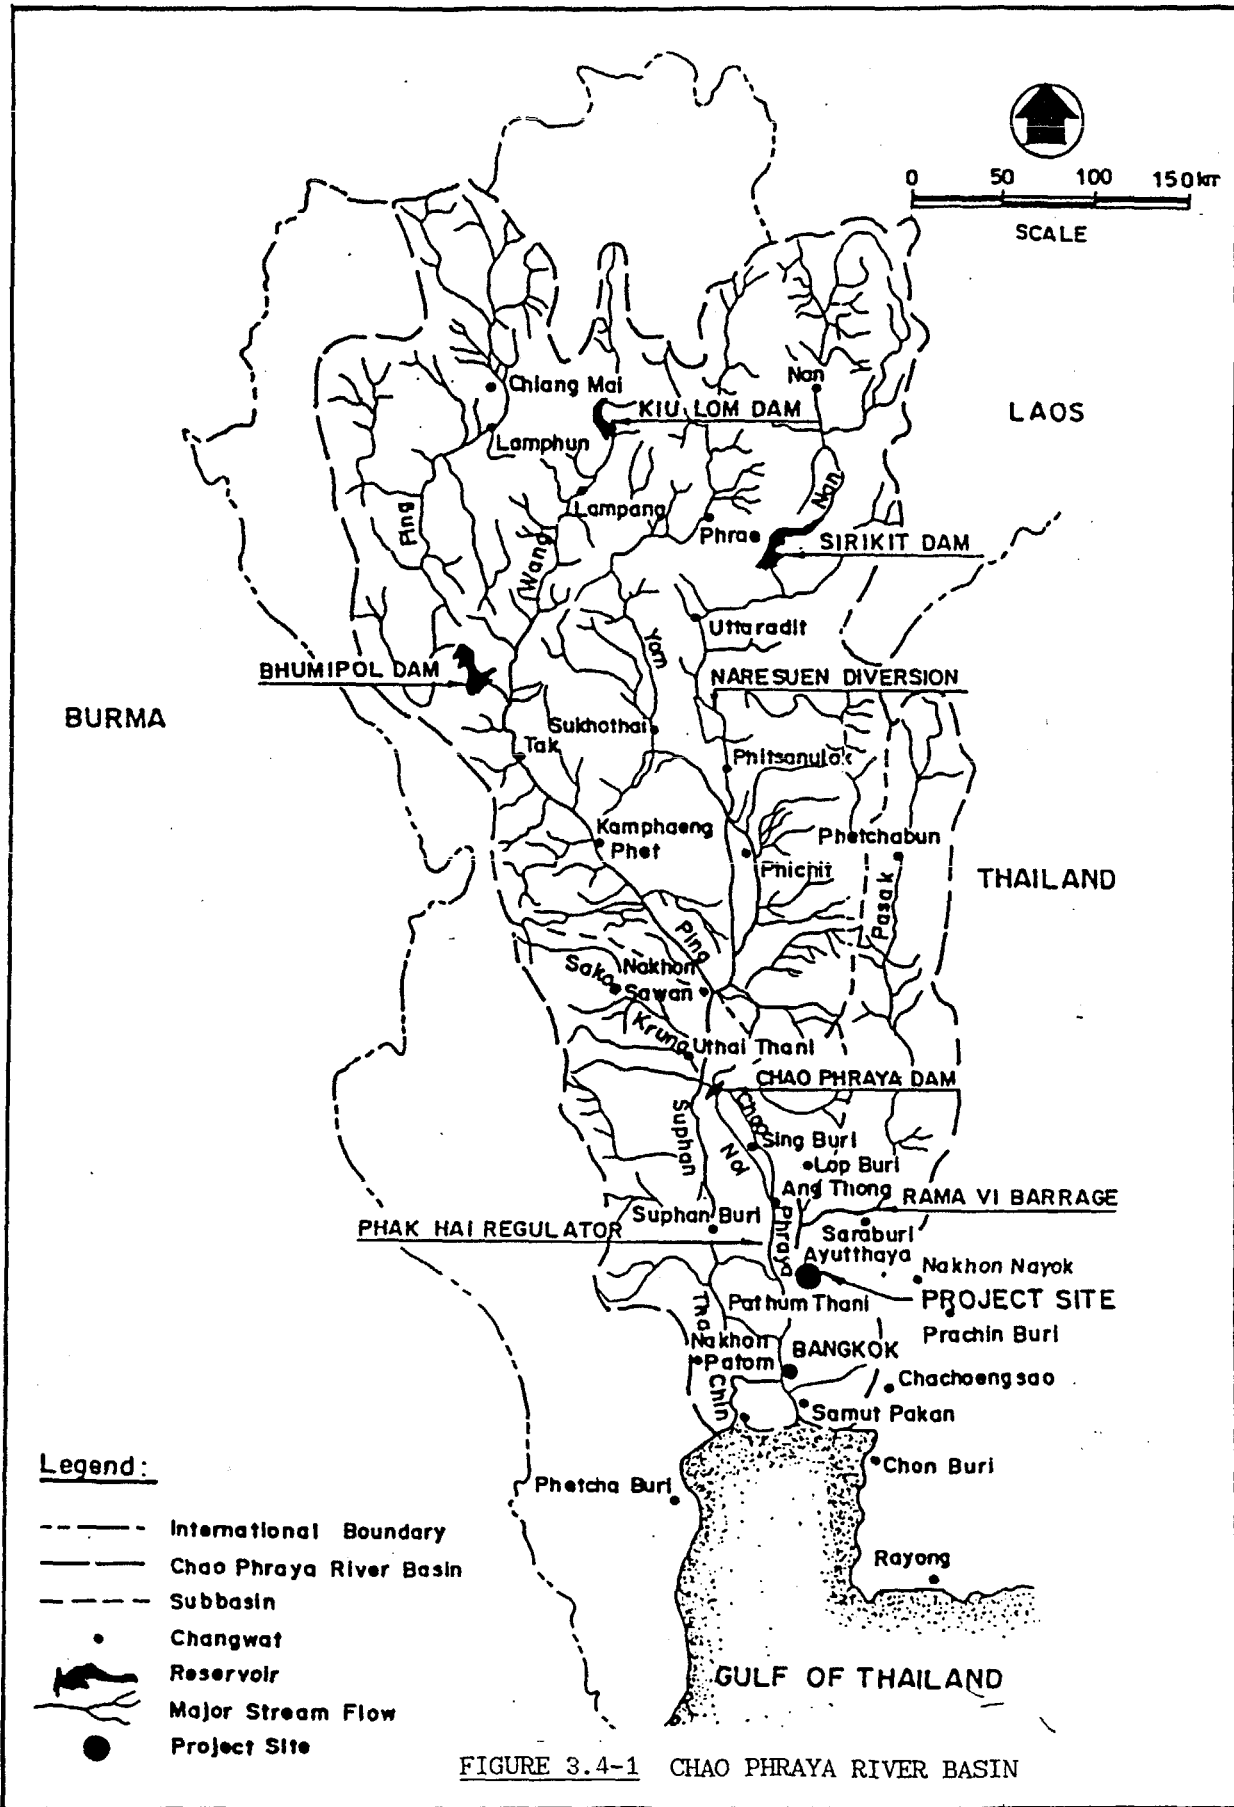 0 50 100 150 km
SCALE
Chiang Mai
Nan
KIU LOM DAM
LAOS
Lamphun
Nan
Lampang
Ping
Phrae
SIRIKIT DAM
Wang
Uttaradit
Yom
BHUMIPOL DAM
NARESUEN DIVERSION
BURMA
Sukhothai
Tak
Phitsanulok
Kamphaeng
Phet
Phetchabun
Phichit
THAILAND
Pasak
Ping
Sakae
Nakhon
Sawan
Krung
Uthai Thani
CHAO PHRAYA DAM
Chao
Suphan
Sing Buri
Noi
Lop Buri
Ang Thong
RAMA VI BARRAGE
Suphan Buri
PHAK HAI REGULATOR
Phraya
Saraburi
Ayutthaya
Nakhon Nayok
Pathum Thani
PROJECT SITE
Tha
Prachin Buri
Nakhon
Patom
BANGKOK
Chin
Chachoengsao
Samut Pakan
Chon Buri
Phetcha Buri
Rayong
GULF OF THAILAND
Legend:
International Boundary
Chao Phraya River Basin
Subbasin
Changwat
Reservoir
Major Stream Flow
Project Site
FIGURE 3.4-1 CHAO PHRAYA RIVER BASIN